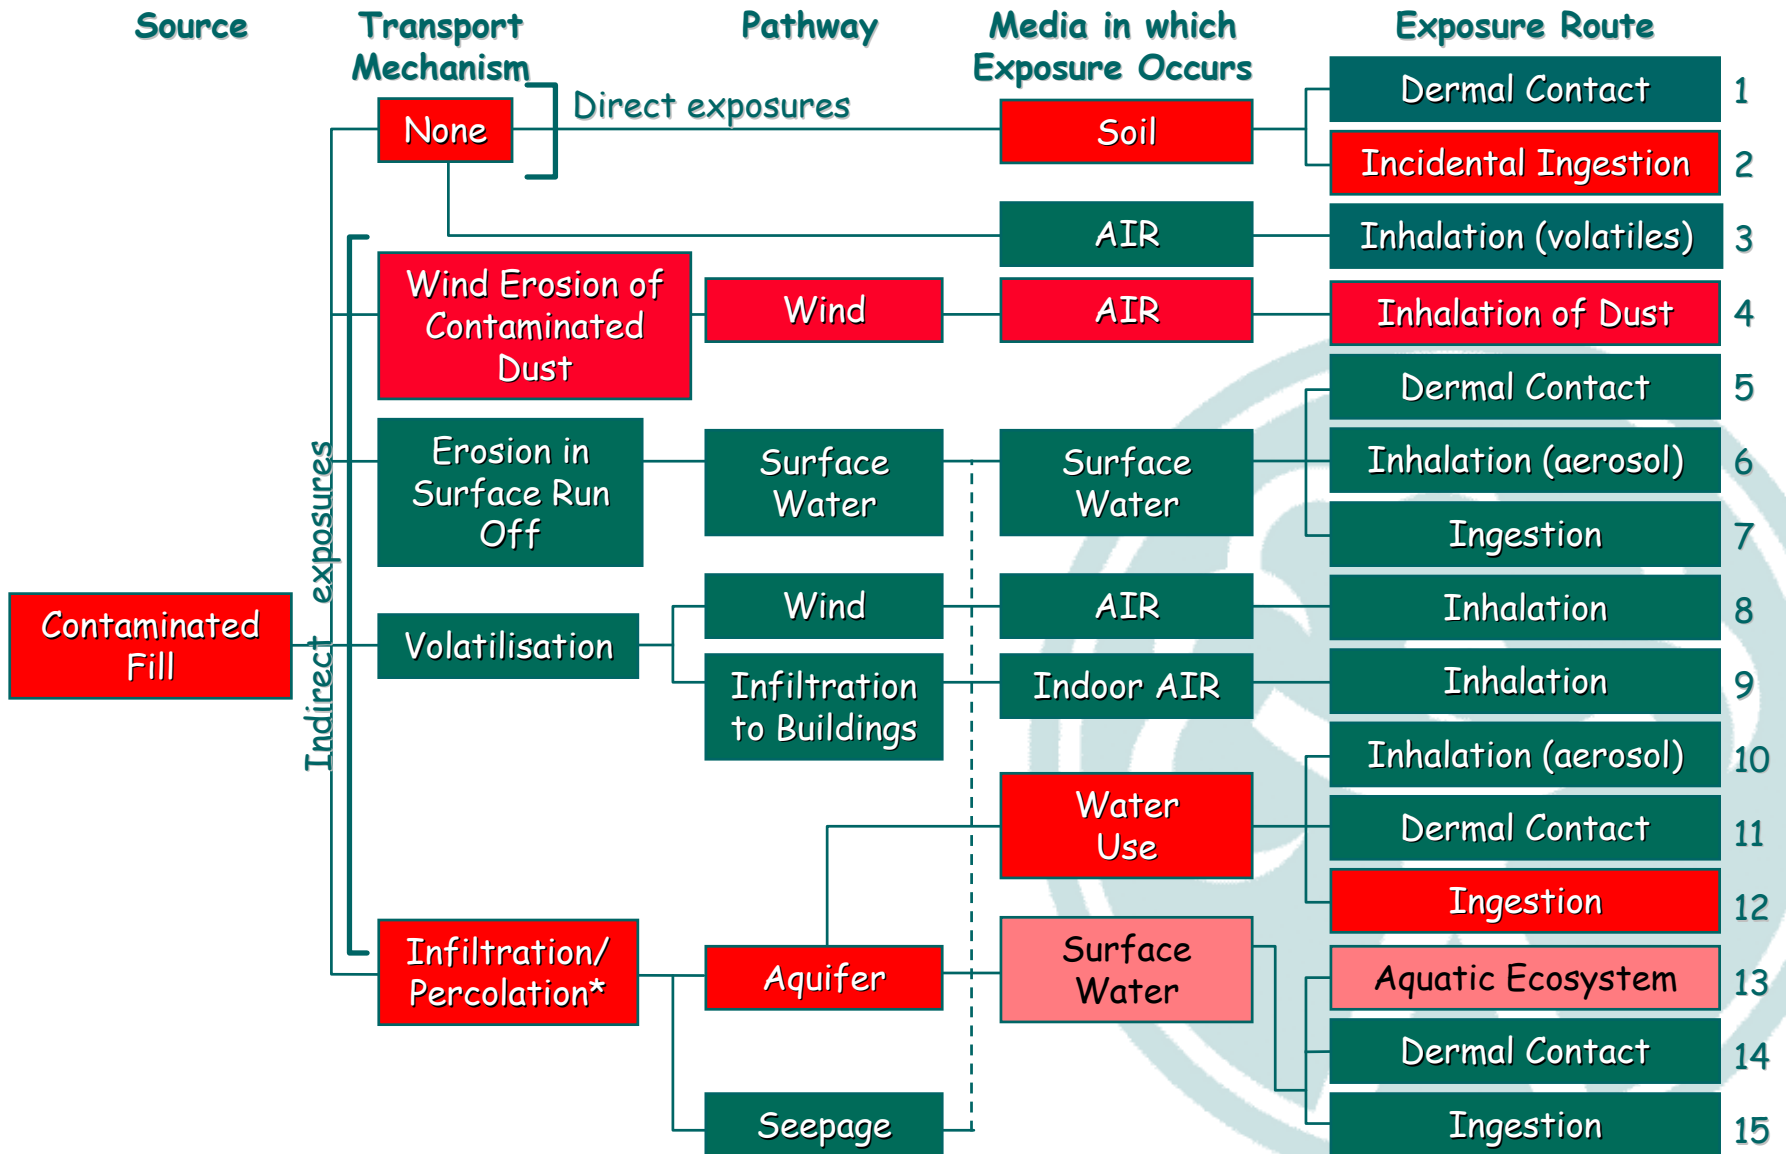 Source
Transport
Mechanism
Pathway
Media in which
Exposure Occurs
Exposure Route
None
Direct exposures
Soil
Dermal Contact
1
Incidental Ingestion
2
AIR
Inhalation (volatiles)
3
Wind Erosion of
Contaminated
Dust
Wind
AIR
Inhalation of Dust
4
Indirect exposures
Erosion in
Surface Run
Off
Surface
Water
Surface
Water
Dermal Contact
5
Inhalation (aerosol)
6
Ingestion
7
Contaminated
Fill
Volatilisation
Wind
AIR
Inhalation
8
Infiltration
to Buildings
Indoor AIR
Inhalation
9
Water
Use
Inhalation (aerosol)
10
Dermal Contact
11
Ingestion
12
Infiltration/
Percolation*
Aquifer
Surface
Water
Aquatic Ecosystem
13
Dermal Contact
14
Seepage
Ingestion
15